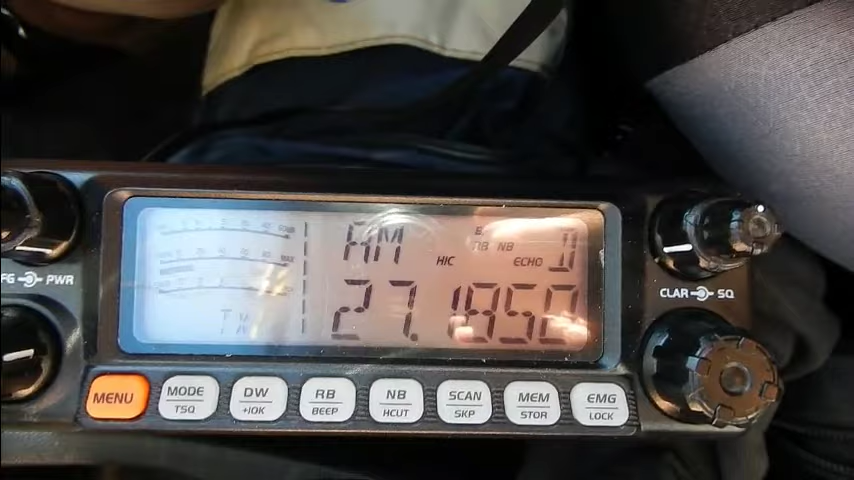 AM HIC RB NB ECHO D
27.1850
TX
FG PWR
CLAR SQ
MENU
MODE
TSQ
DW
+10K
RB
BEEP
NB
HCUT
SCAN
SKP
MEM
STOR
EMG
LOCK